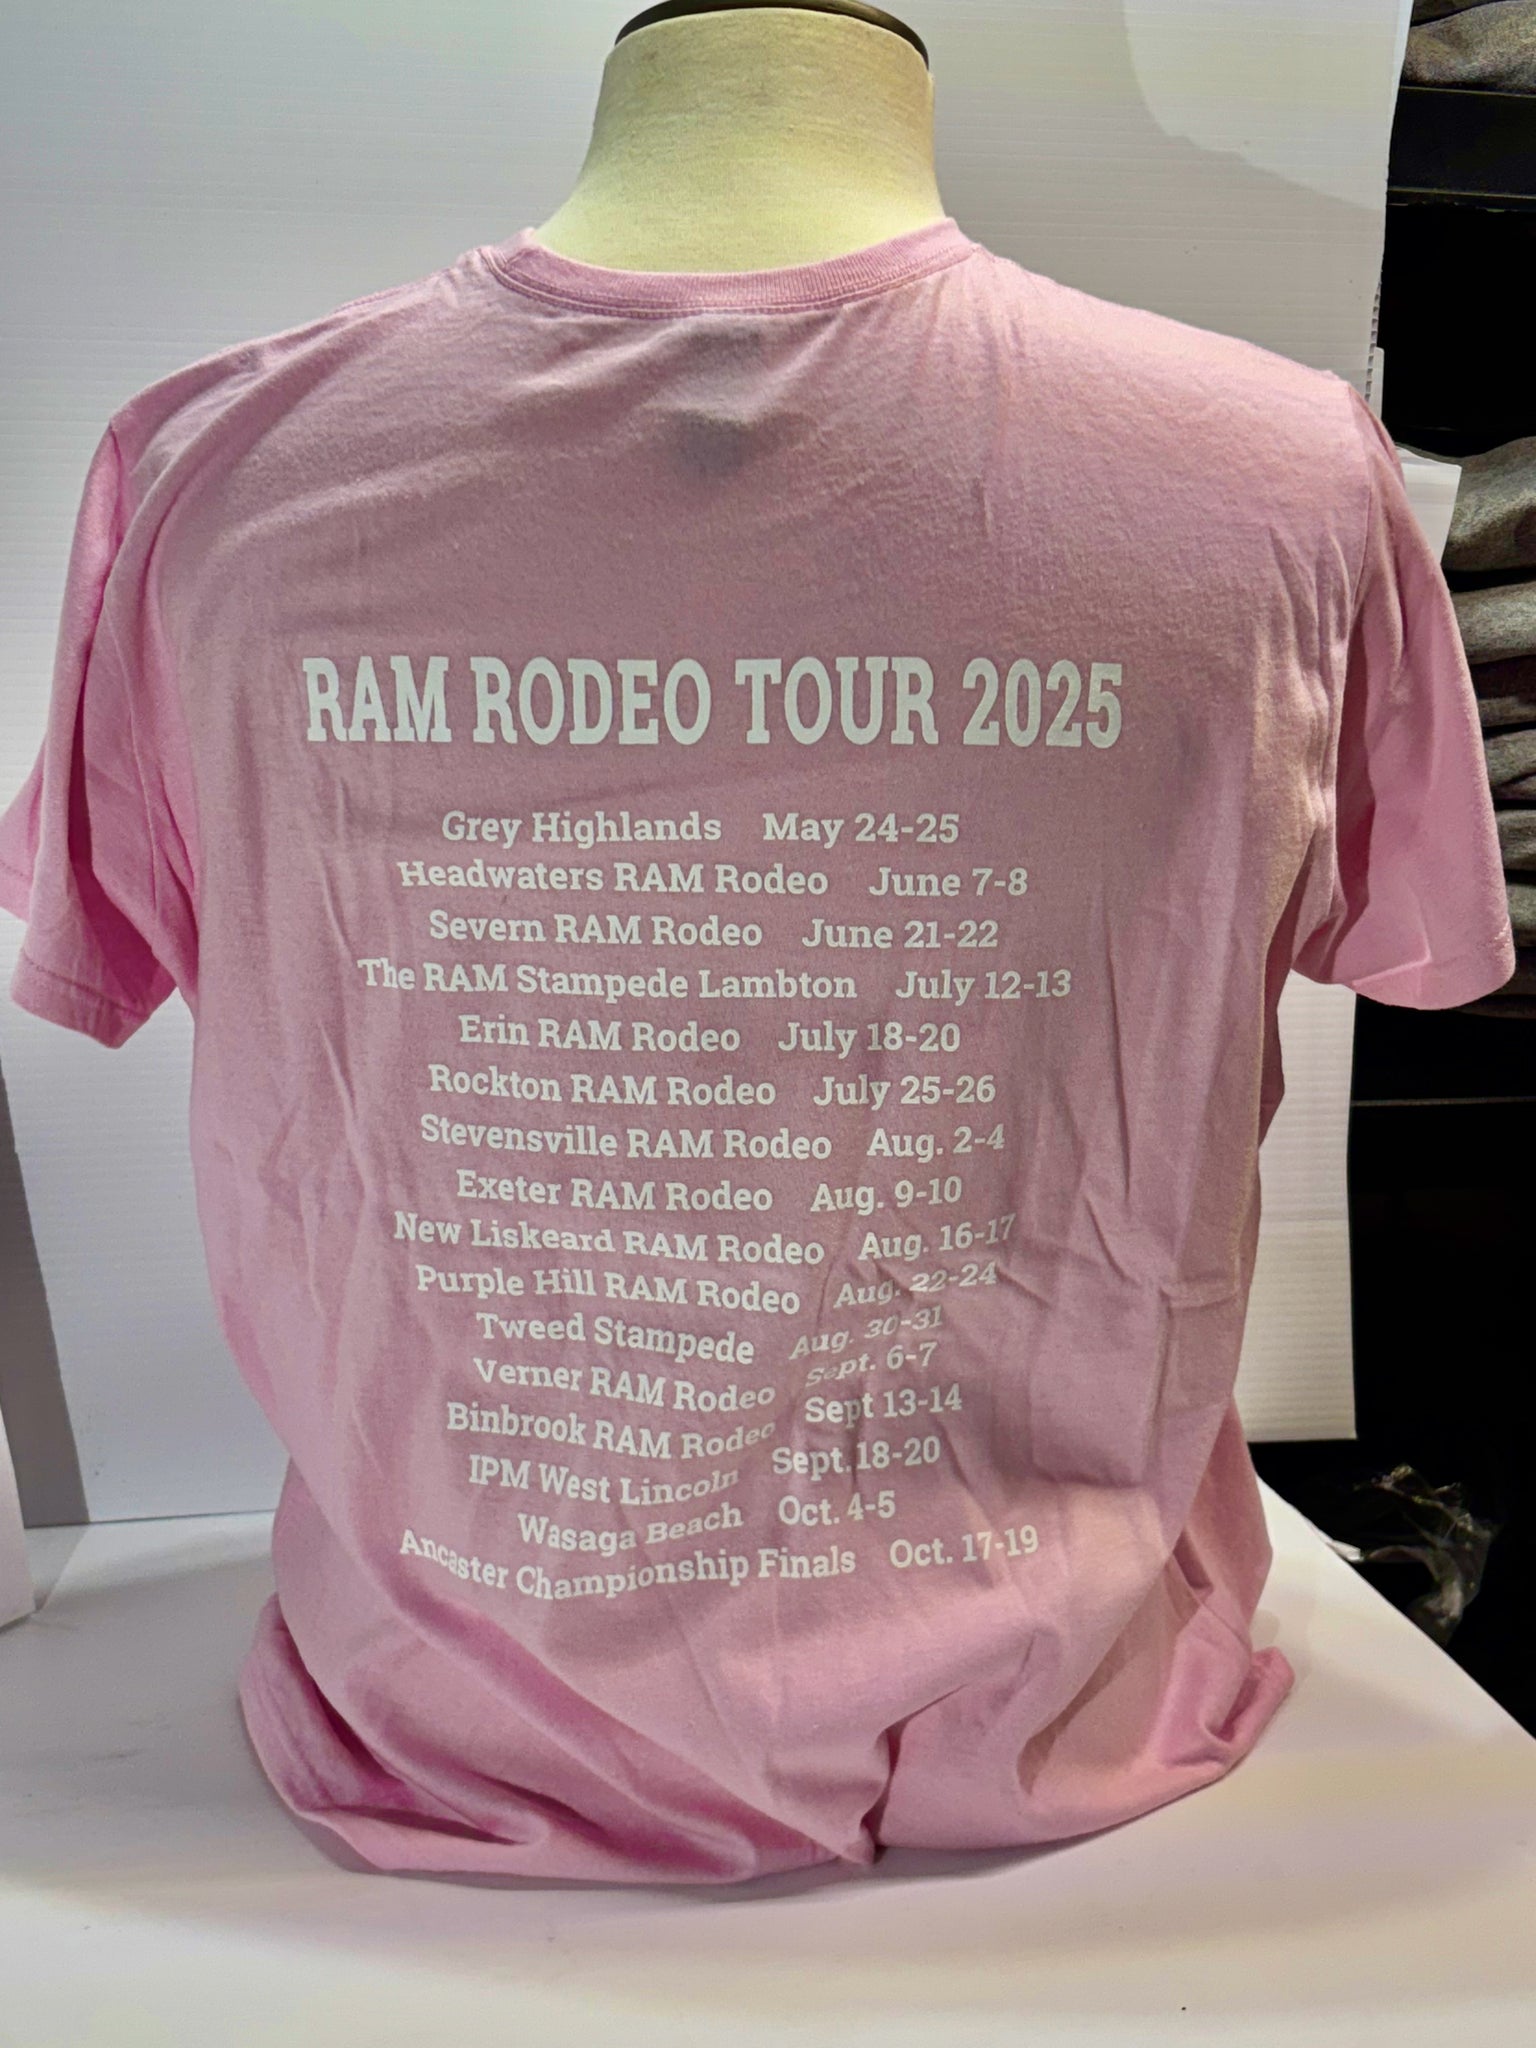 RAM RODEO TOUR 2025
Grey Highlands May 24-25
Headwaters RAM Rodeo June 7-8
Severn RAM Rodeo June 21-22
The RAM Stampede Lambton July 12-13
Erin RAM Rodeo July 18-20
Rockton RAM Rodeo July 25-26
Stevensville RAM Rodeo Aug. 2-4
Exeter RAM Rodeo Aug. 9-10
New Liskeard RAM Rodeo Aug. 16-17
Purple Hill RAM Rodeo Aug. 22-24
Tweed Stampede Aug. 30-31
Verner RAM Rodeo Sept. 6-7
Binbrook RAM Rodeo Sept 13-14
IPM West Lincoln Sept. 18-20
Wasaga Beach Oct. 4-5
Ancaster Championship Finals Oct. 17-19